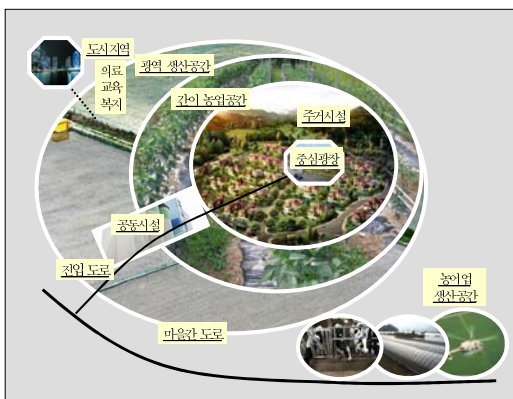 도시지역
의료
교육
복지
광역 생산공간
간이 농업공간
주거시설
중심광장
공동시설
진입 도로
마을간 도로
농어업
생산공간